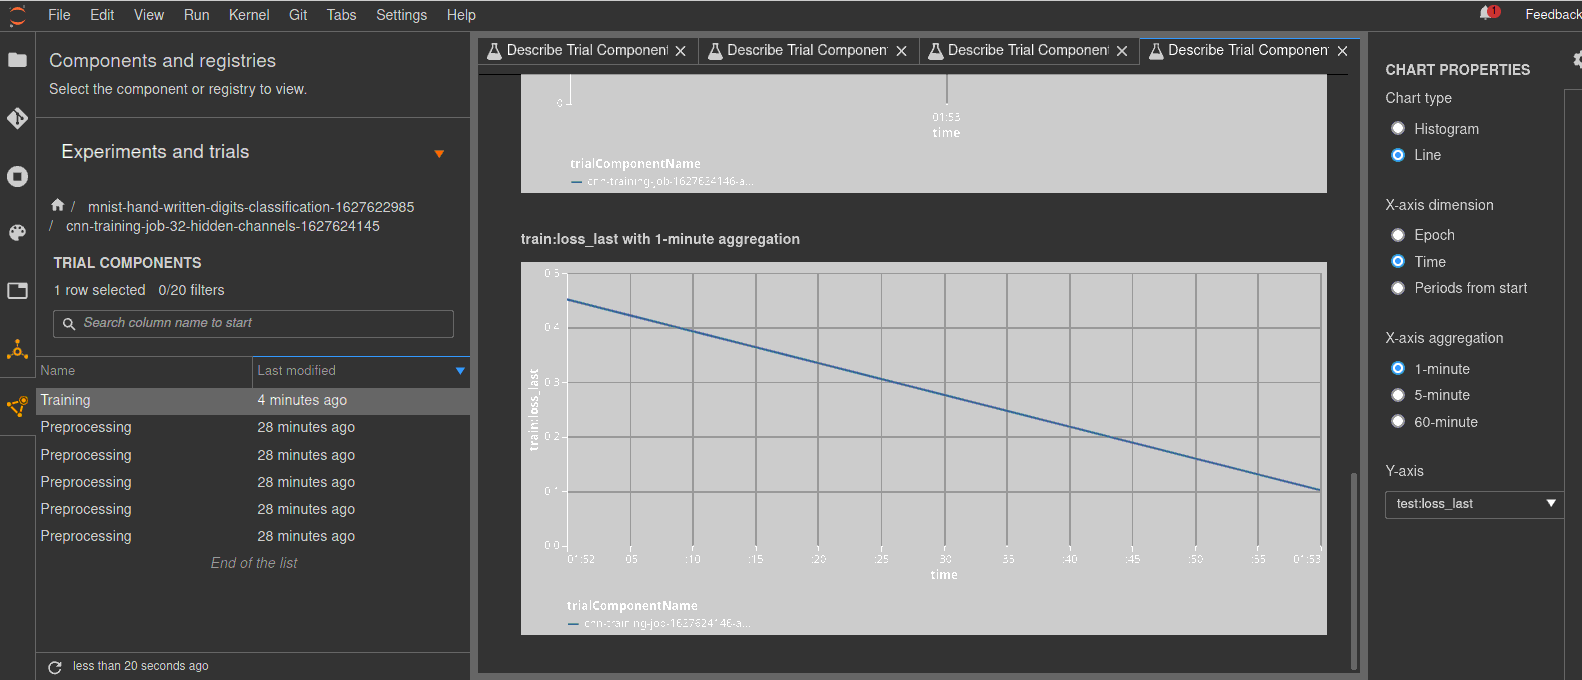 File Edit View Run Kernel Git Tabs Settings Help
1 Feedback
Components and registries
Select the component or registry to view.
Experiments and trials
/ mnist-hand-written-digits-classification-1627622985
/ cnn-training-job-32-hidden-channels-1627624145
TRIAL COMPONENTS
1 row selected 0/20 filters
Search column name to start
Name Last modified
Training 4 minutes ago
Preprocessing 28 minutes ago
Preprocessing 28 minutes ago
Preprocessing 28 minutes ago
Preprocessing 28 minutes ago
Preprocessing 28 minutes ago
End of the list
less than 20 seconds ago
Describe Trial Component Describe Trial Component Describe Trial Component Describe Trial Component
0
01:53
time
trialComponentName
cnn-training-job-1627624146-a...
train:loss_last with 1-minute aggregation
train:loss_last
0.5
0.4
0.3
0.2
0.1
0.0
01:52 :05 :10 :15 :20 :25 :30 :35 :40 :45 :50 :55 01:53
time
trialComponentName
cnn-training-job-1627624146-a...
CHART PROPERTIES
Chart type
Histogram
Line
X-axis dimension
Epoch
Time
Periods from start
X-axis aggregation
1-minute
5-minute
60-minute
Y-axis
test:loss_last